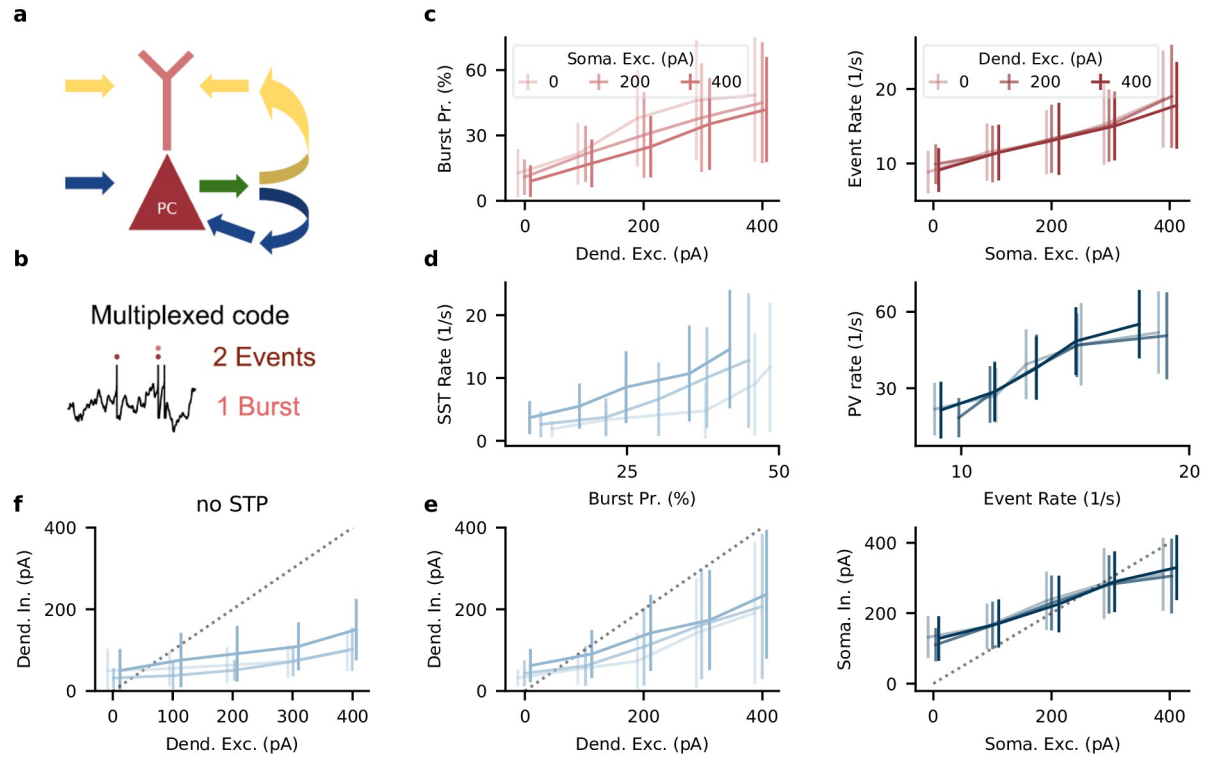 a
PC
b
Multiplexed code
2 Events
1 Burst
c
Burst Pr. (%)
60
30
0
Soma. Exc. (pA)
0 200 400
0 200 400
Dend. Exc. (pA)
Event Rate (1/s)
20
10
Dend. Exc. (pA)
0 200 400
0 200 400
Soma. Exc. (pA)
d
SST Rate (1/s)
20
10
0
25 50
Burst Pr. (%)
PV rate (1/s)
60
30
10 20
Event Rate (1/s)
f
no STP
Dend. In. (pA)
400
200
0
0 100 200 300 400
Dend. Exc. (pA)
e
Dend. In. (pA)
400
200
0
0 200 400
Dend. Exc. (pA)
Soma. In. (pA)
400
200
0
0 200 400
Soma. Exc. (pA)